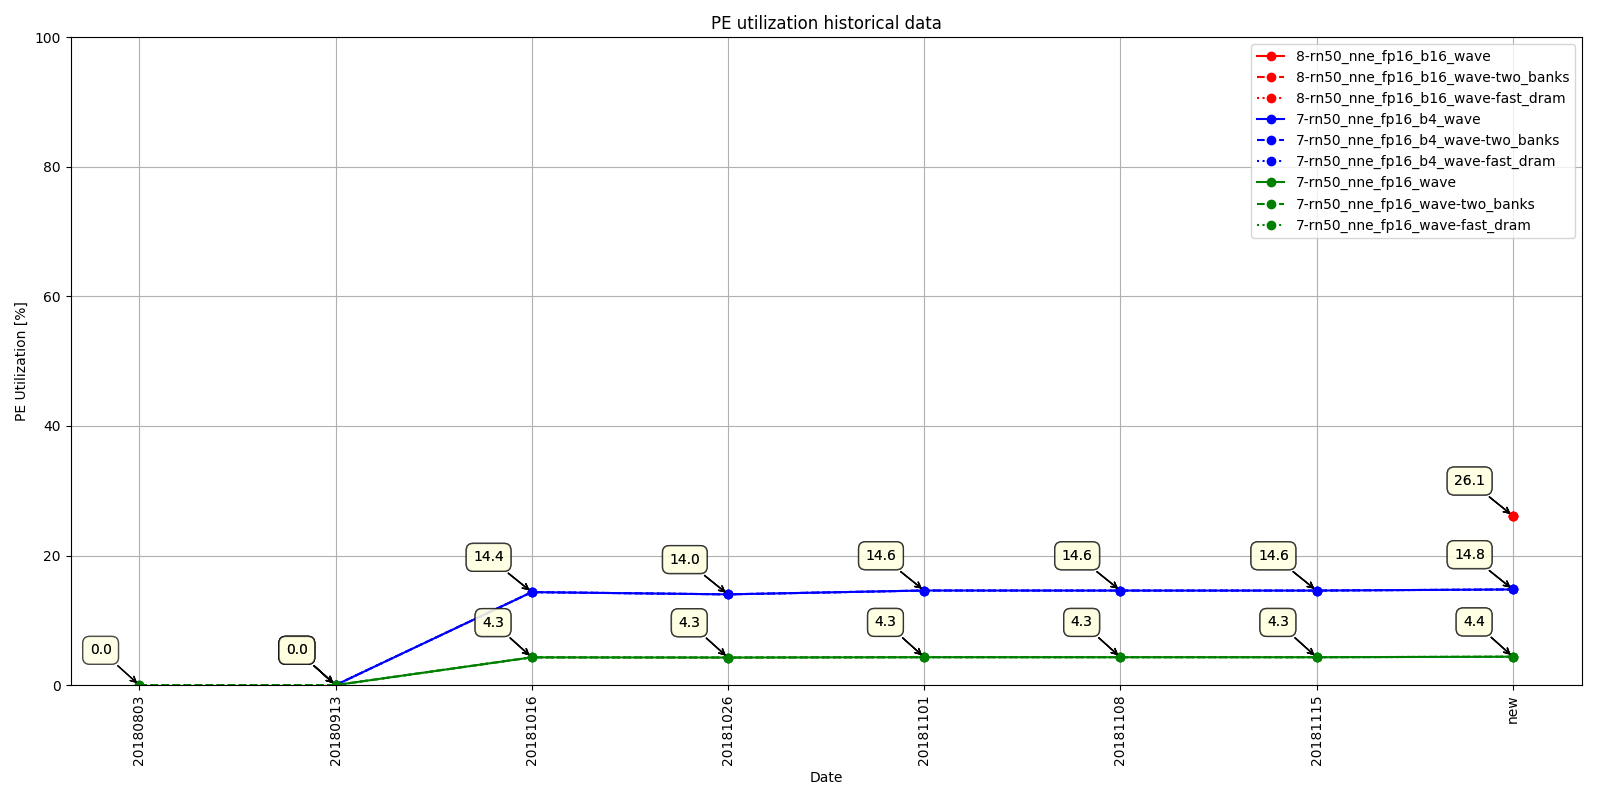 PE utilization historical data
100
80
60
40
20
0
PE Utilization [%]
8-rn50_nne_fp16_b16_wave
8-rn50_nne_fp16_b16_wave-two_banks
8-rn50_nne_fp16_b16_wave-fast_dram
7-rn50_nne_fp16_b4_wave
7-rn50_nne_fp16_b4_wave-two_banks
7-rn50_nne_fp16_b4_wave-fast_dram
7-rn50_nne_fp16_wave
7-rn50_nne_fp16_wave-two_banks
7-rn50_nne_fp16_wave-fast_dram
26.1
14.4
14.0
14.6
14.6
14.6
14.8
0.0
0.0
4.3
4.3
4.3
4.3
4.3
4.4
20180803
20180913
20181016
20181026
20181101
20181108
20181115
new
Date